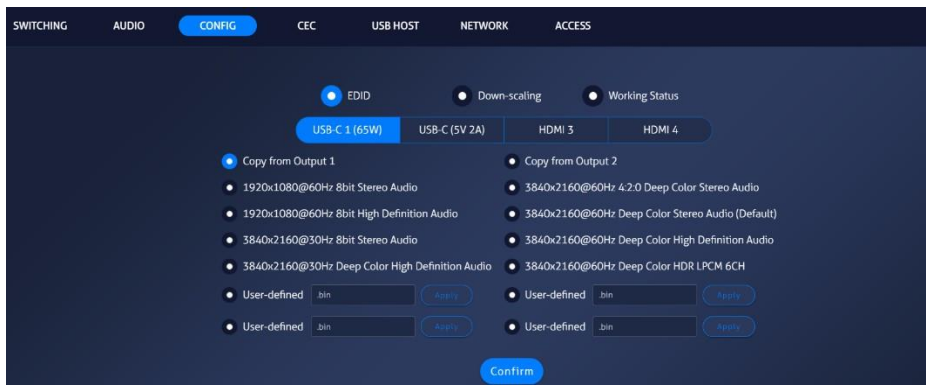 SWITCHING AUDIO CONFIG CEC USB HOST NETWORK ACCESS
EDID Down-scaling Working Status
USB-C 1 (65W) USB-C (5V 2A) HDMI 3 HDMI 4
Copy from Output 1 Copy from Output 2
1920x1080@60Hz 8bit Stereo Audio 3840x2160@60Hz 4:2:0 Deep Color Stereo Audio
1920x1080@60Hz 8bit High Definition Audio 3840x2160@60Hz Deep Color Stereo Audio (Default)
3840x2160@30Hz 8bit Stereo Audio 3840x2160@60Hz Deep Color High Definition Audio
3840x2160@30Hz Deep Color High Definition Audio 3840x2160@60Hz Deep Color HDR LPCM 6CH
User-defined .bin Apply User-defined .bin Apply
User-defined .bin Apply User-defined .bin Apply
Confirm